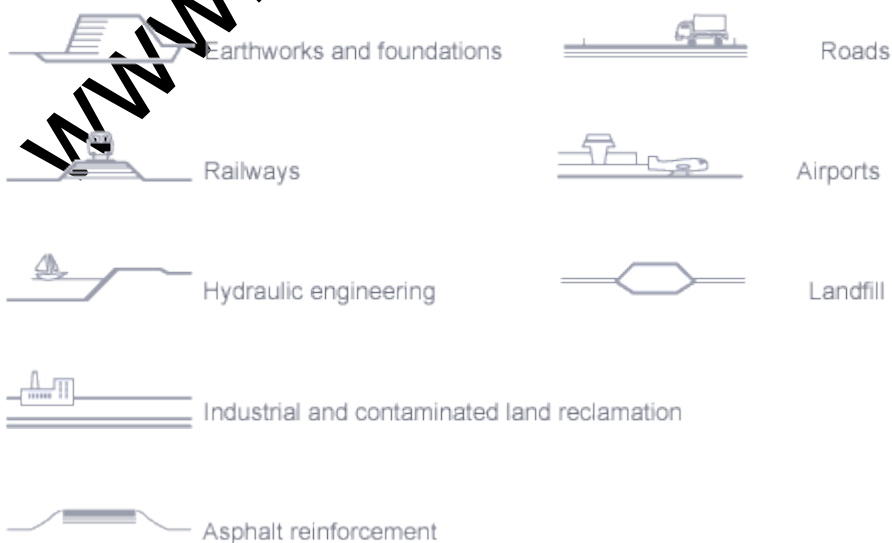 www.
Earthworks and foundations
Roads
Railways
Airports
Hydraulic engineering
Landfill
Industrial and contaminated land reclamation
Asphalt reinforcement